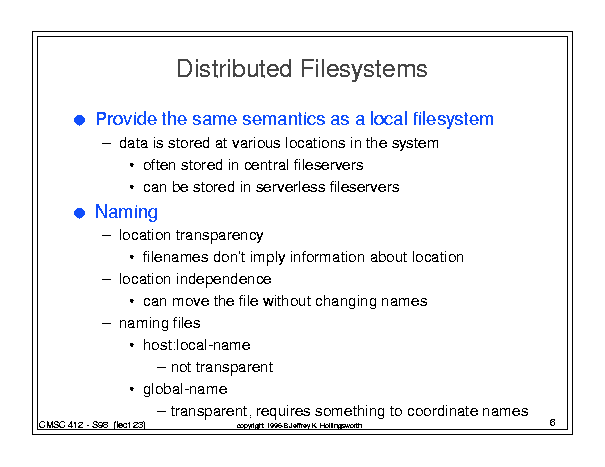 Distributed Filesystems
● Provide the same semantics as a local filesystem
– data is stored at various locations in the system
• often stored in central fileservers
• can be stored in serverless fileservers
● Naming
– location transparency
• filenames don't imply information about location
– location independence
• can move the file without changing names
– naming files
• host:local-name
– not transparent
• global-name
– transparent, requires something to coordinate names
CMSC 412 - S98 (lect 23)
copyright 1996-8 Jeffrey K. Hollingsworth
6